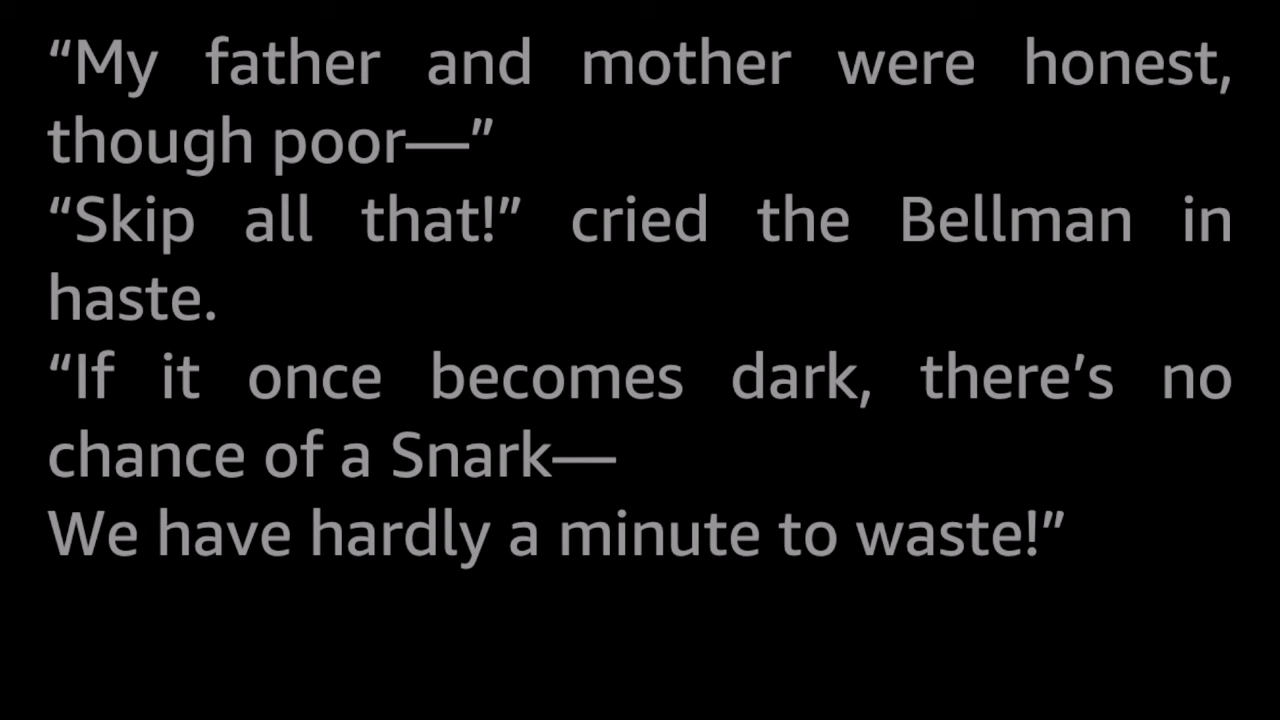 “My father and mother were honest,
though poor—”
“Skip all that!” cried the Bellman in
haste.
“If it once becomes dark, there’s no
chance of a Snark—
We have hardly a minute to waste!”